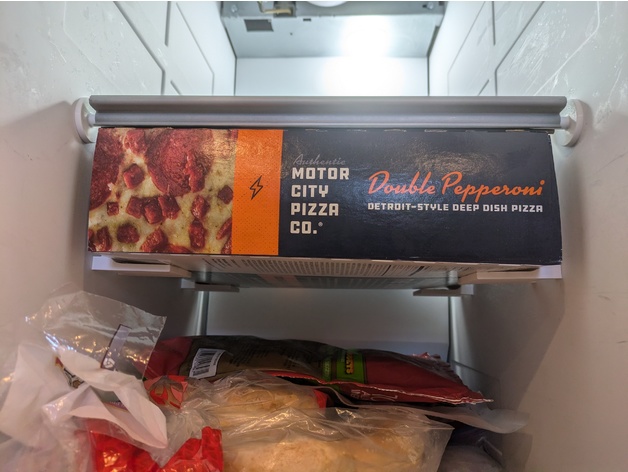 Authentic
MOTOR
CITY
PIZZA
CO.®
Double Pepperoni
DETROIT-STYLE DEEP DISH PIZZA